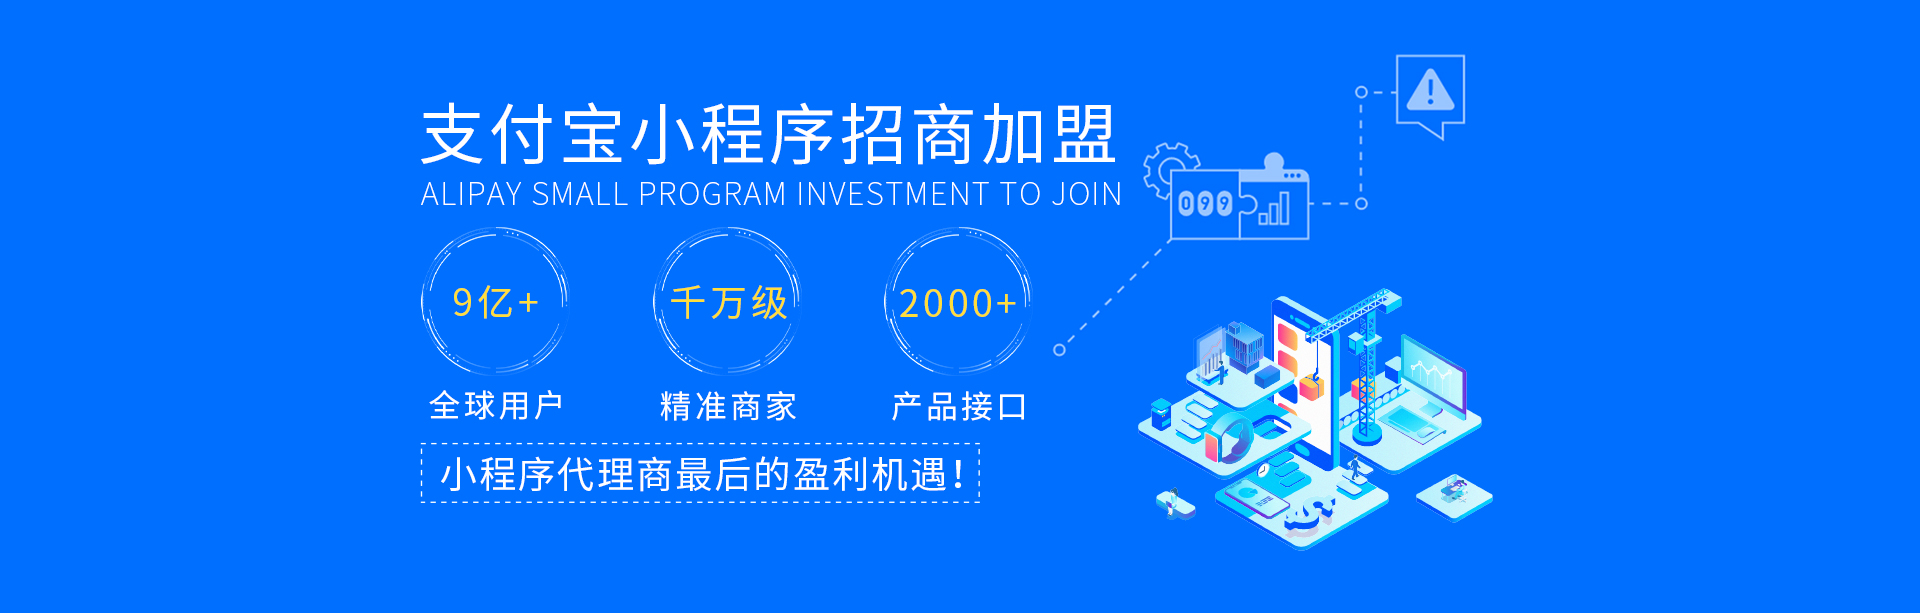 支付宝小程序招商加盟
ALIPAY SMALL PROGRAM INVESTMENT TO JOIN
099
9亿+
千万级
2000+
全球用户
精准商家
产品接口
小程序代理商最后的盈利机遇!